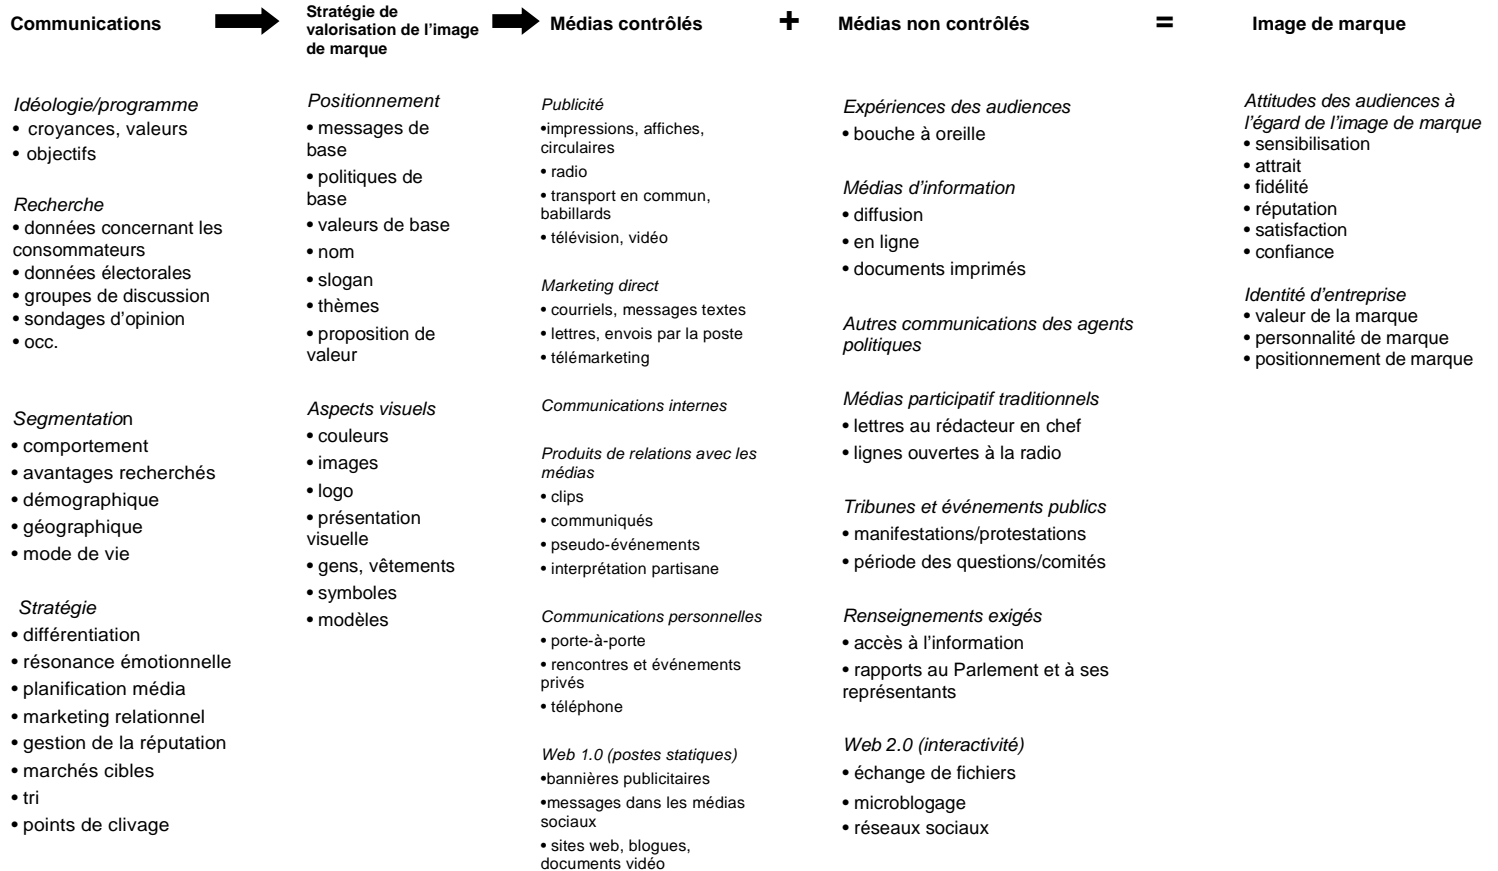 Communications
Stratégie de
valorisation de l’image
de marque
Médias contrôlés
+
Médias non contrôlés
=
Image de marque
Idéologie/programme
• croyances, valeurs
• objectifs
Recherche
• données concernant les
consommateurs
• données électorales
• groupes de discussion
• sondages d’opinion
• occ.
Segmentation
• comportement
• avantages recherchés
• démographique
• géographique
• mode de vie
Stratégie
• différentiation
• résonance émotionnelle
• planification média
• marketing relationnel
• gestion de la réputation
• marchés cibles
• tri
• points de clivage
Positionnement
• messages de
base
• politiques de
base
• valeurs de base
• nom
• slogan
• thèmes
• proposition de
valeur
Aspects visuels
• couleurs
• images
• logo
• présentation
visuelle
• gens, vêtements
• symboles
• modèles
Publicité
•impressions, affiches,
circulaires
• radio
• transport en commun,
babillards
• télévision, vidéo
Marketing direct
• courriels, messages textes
• lettres, envois par la poste
• télémarketing
Communications internes
Produits de relations avec les
médias
• clips
• communiqués
• pseudo-événements
• interprétation partisane
Communications personnelles
• porte-à-porte
• rencontres et événements
privés
• téléphone
Web 1.0 (postes statiques)
•bannières publicitaires
•messages dans les médias
sociaux
• sites web, blogues,
documents vidéo
Expériences des audiences
• bouche à oreille
Médias d’information
• diffusion
• en ligne
• documents imprimés
Autres communications des agents
politiques
Médias participatif traditionnels
• lettres au rédacteur en chef
• lignes ouvertes à la radio
Tribunes et événements publics
• manifestations/protestations
• période des questions/comités
Renseignements exigés
• accès à l’information
• rapports au Parlement et à ses
représentants
Web 2.0 (interactivité)
• échange de fichiers
• microblogage
• réseaux sociaux
Attitudes des audiences à
l’égard de l’image de marque
• sensibilisation
• attrait
• fidélité
• réputation
• satisfaction
• confiance
Identité d’entreprise
• valeur de la marque
• personnalité de marque
• positionnement de marque